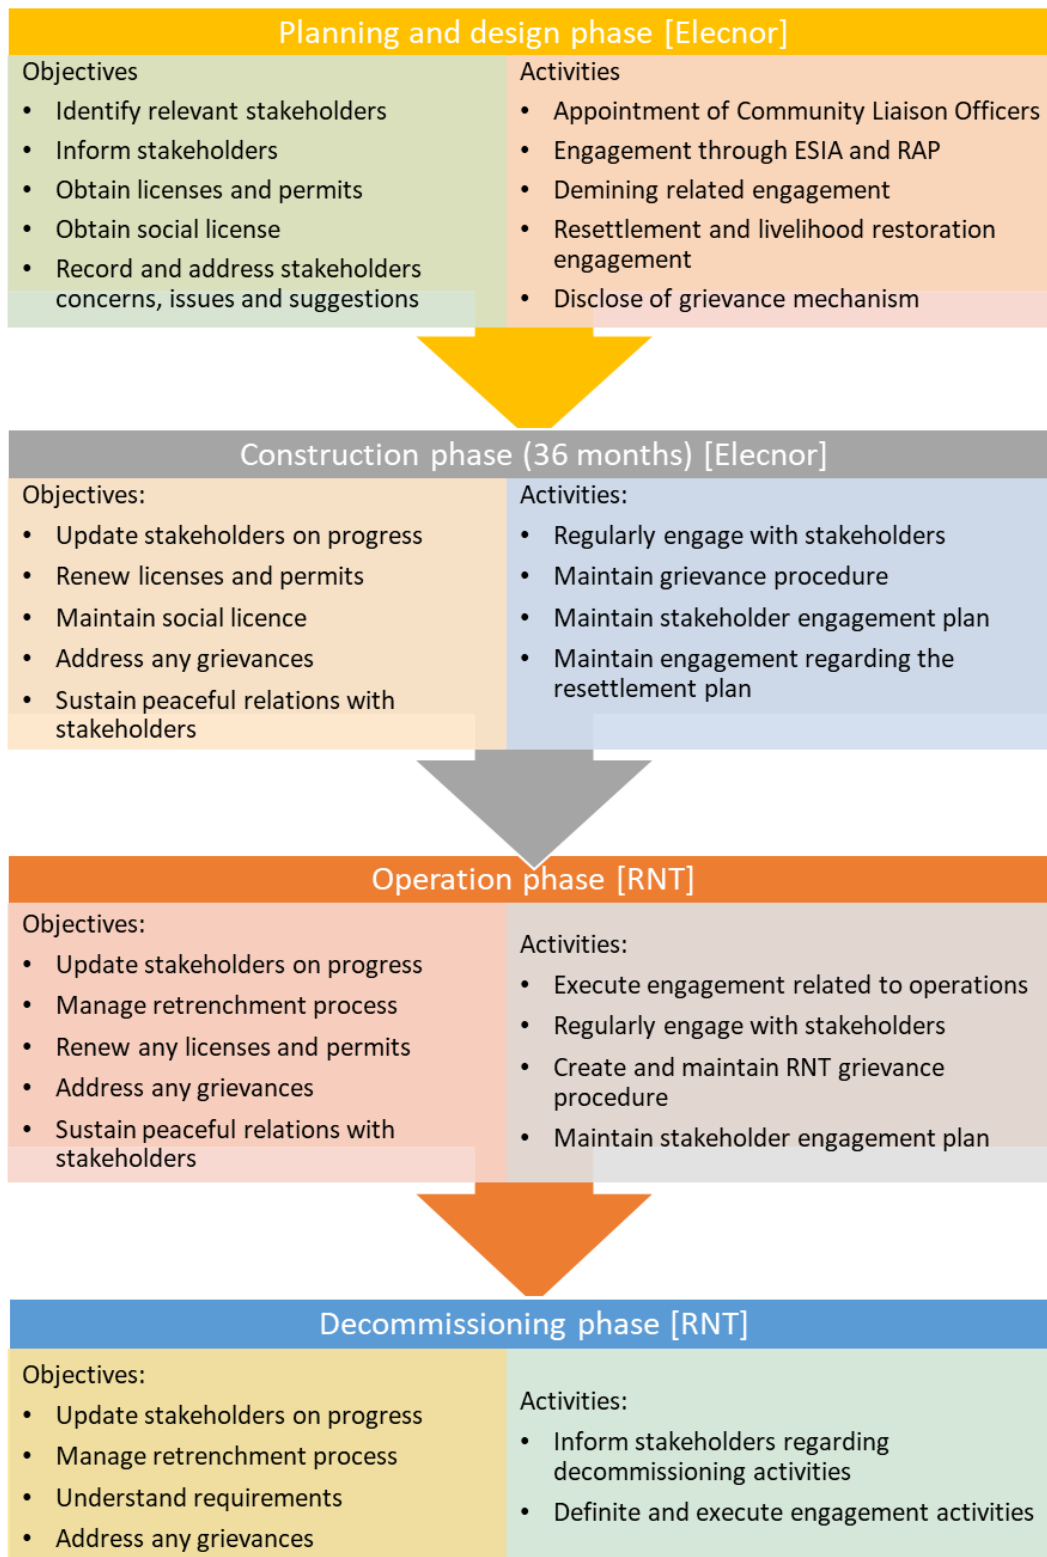 Planning and design phase [Elecnor]
Objectives
• Identify relevant stakeholders
• Inform stakeholders
• Obtain licenses and permits
• Obtain social license
• Record and address stakeholders
concerns, issues and suggestions
Activities
• Appointment of Community Liaison Officers
• Engagement through ESIA and RAP
• Demining related engagement
• Resettlement and livelihood restoration
engagement
• Disclose of grievance mechanism
Construction phase (36 months) [Elecnor]
Objectives:
• Update stakeholders on progress
• Renew licenses and permits
• Maintain social licence
• Address any grievances
• Sustain peaceful relations with
stakeholders
Activities:
• Regularly engage with stakeholders
• Maintain grievance procedure
• Maintain stakeholder engagement plan
• Maintain engagement regarding the
resettlement plan
Operation phase [RNT]
Objectives:
• Update stakeholders on progress
• Manage retrenchment process
• Renew any licenses and permits
• Address any grievances
• Sustain peaceful relations with
stakeholders
Activities:
• Execute engagement related to operations
• Regularly engage with stakeholders
• Create and maintain RNT grievance
procedure
• Maintain stakeholder engagement plan
Decommissioning phase [RNT]
Objectives:
• Update stakeholders on progress
• Manage retrenchment process
• Understand requirements
• Address any grievances
Activities:
• Inform stakeholders regarding
decommissioning activities
• Definite and execute engagement activities